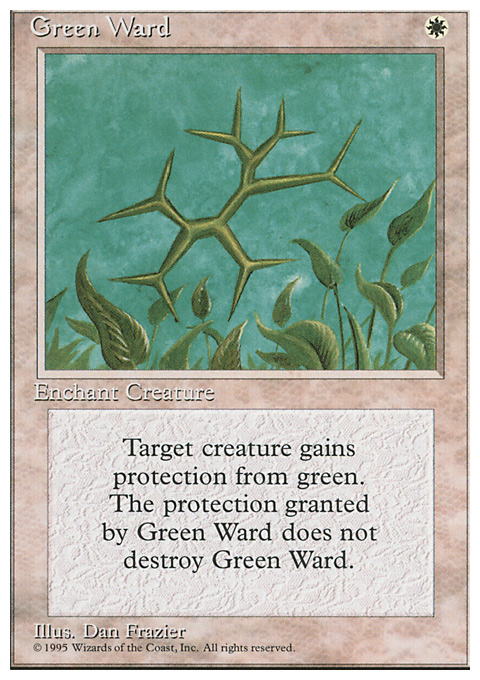 Green Ward
Enchant Creature
Target creature gains
protection from green.
The protection granted
by Green Ward does not
destroy Green Ward.
Illus. Dan Frazier
© 1995 Wizards of the Coast, Inc. All rights reserved.